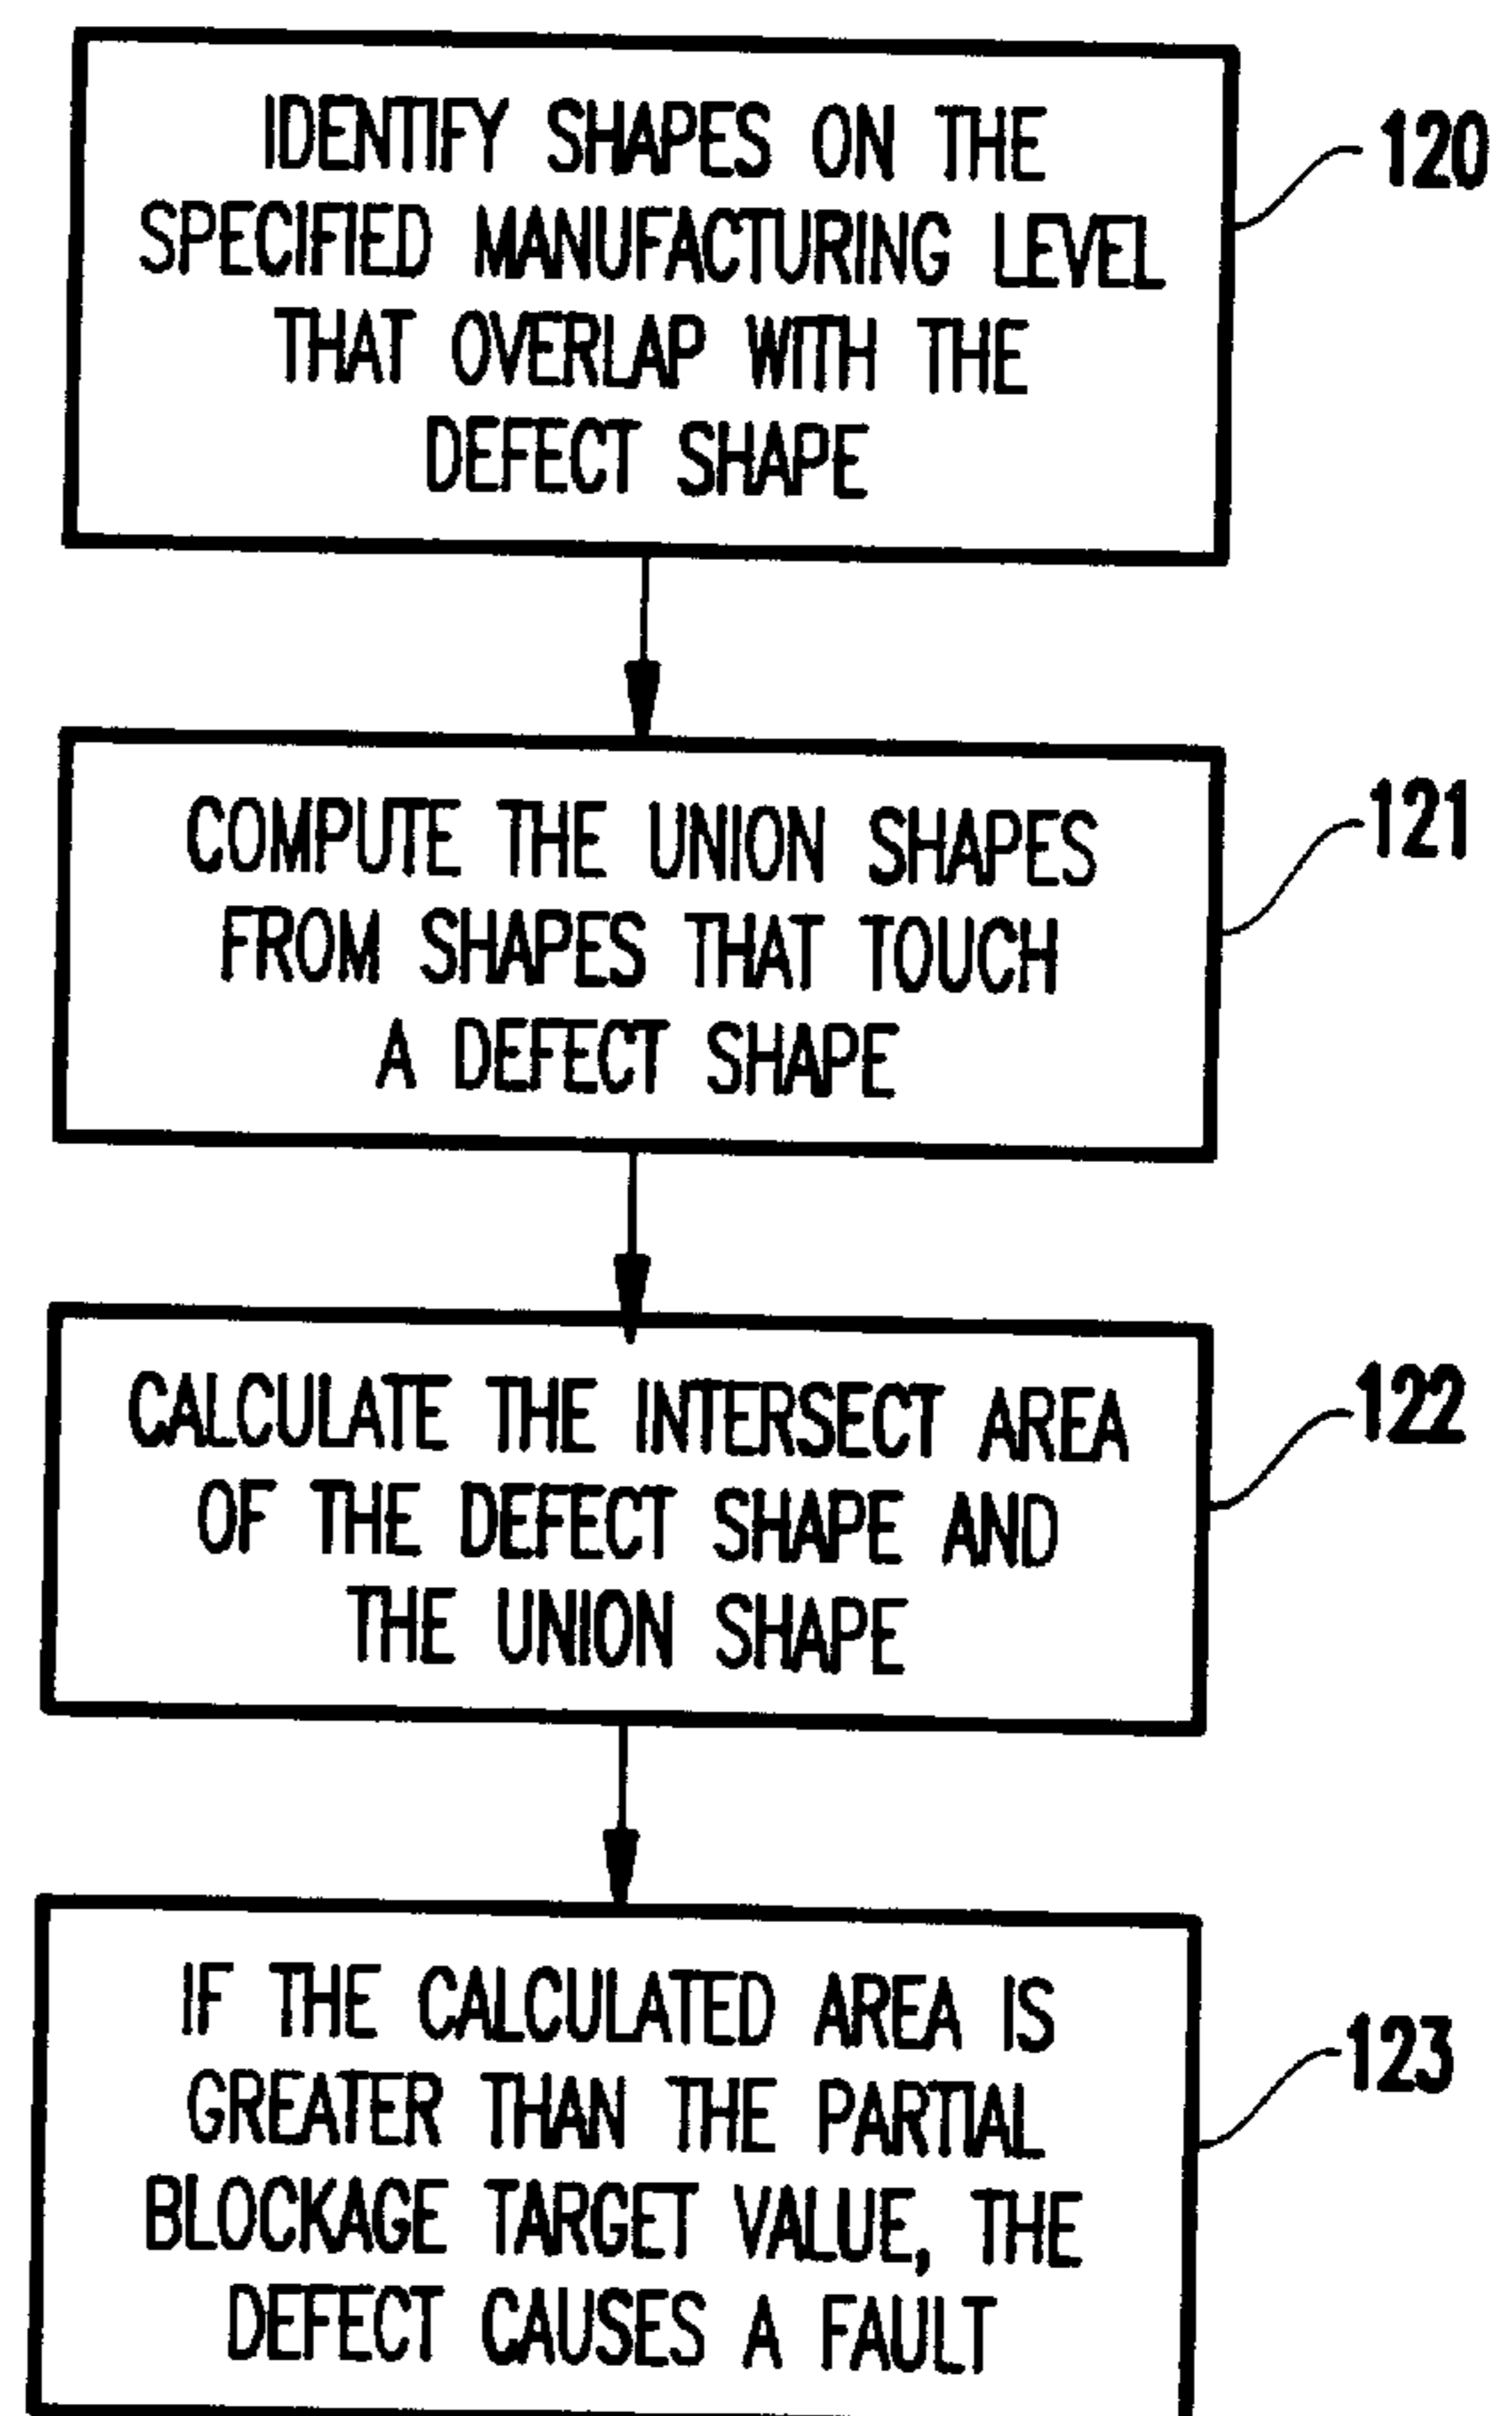 IDENTIFY SHAPES ON THE
SPECIFIED MANUFACTURING LEVEL
THAT OVERLAP WITH THE
DEFECT SHAPE
120
COMPUTE THE UNION SHAPES
FROM SHAPES THAT TOUCH
A DEFECT SHAPE
121
CALCULATE THE INTERSECT AREA
OF THE DEFECT SHAPE AND
THE UNION SHAPE
122
IF THE CALCULATED AREA IS
GREATER THAN THE PARTIAL
BLOCKAGE TARGET VALUE, THE
DEFECT CAUSES A FAULT
123